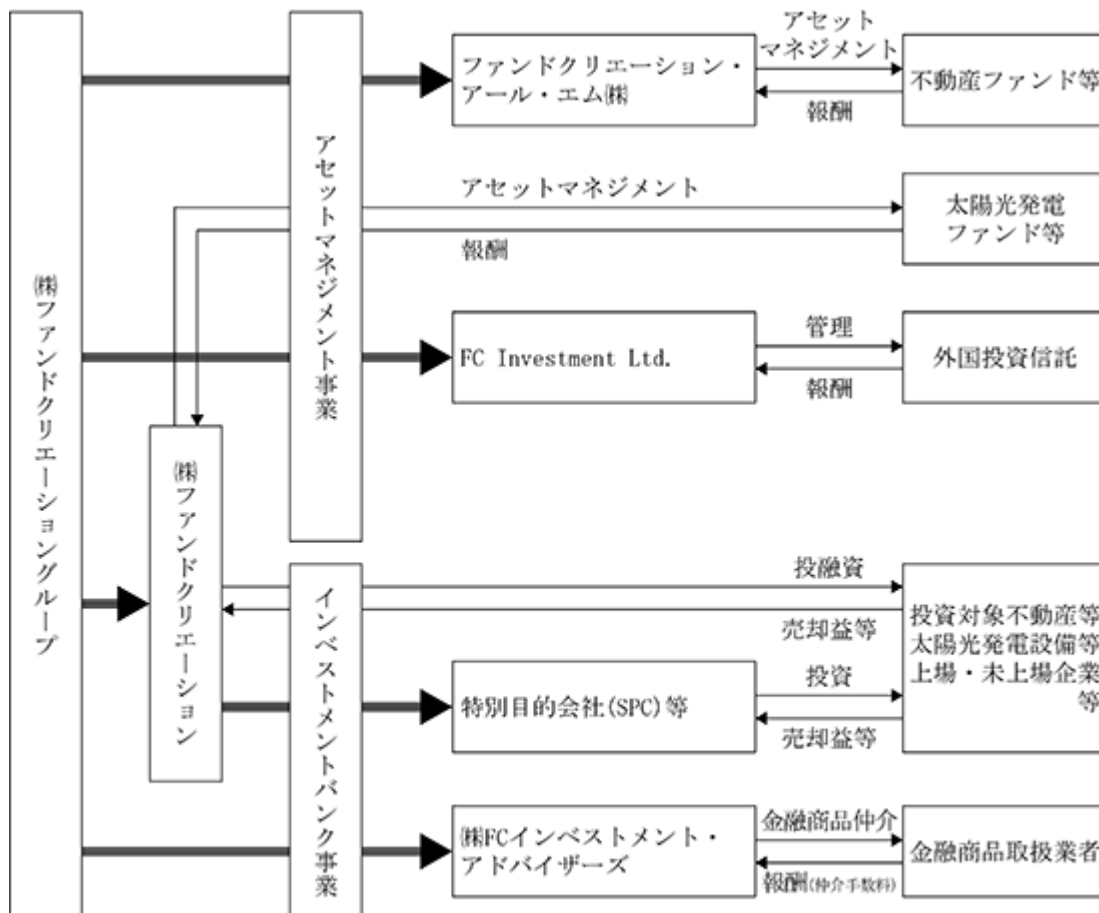 ㈱ファンドクリエーショングループ
㈱ファンドクリエーション
アセットマネジメント事業
ファンドクリエーション・
アール・エム㈱
アセット
マネジメント
報酬
不動産ファンド等
アセットマネジメント
報酬
太陽光発電
ファンド等
FC Investment Ltd.
管理
報酬
外国投資信託
インベストメントバンク事業
投融資
売却益等
特別目的会社(SPC)等
投資
売却益等
投資対象不動産等
太陽光発電設備等
上場・未上場企業
等
㈱FCインベストメント・
アドバイザーズ
金融商品仲介
報酬(仲介手数料)
金融商品取扱業者